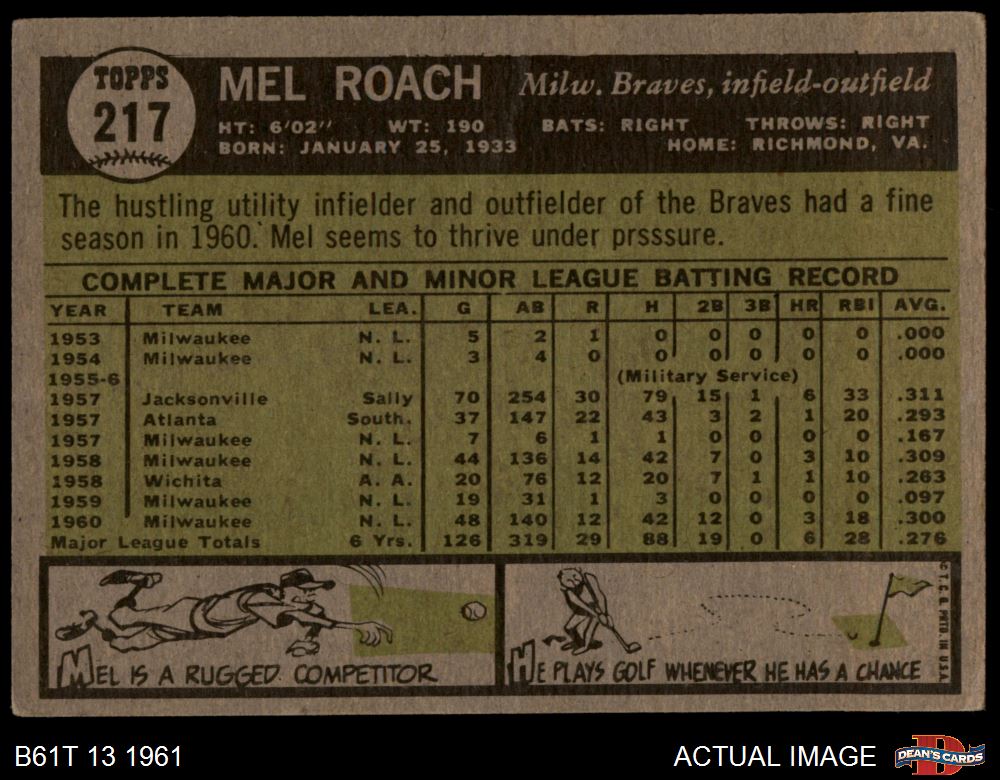 TOPPS
217
MEL ROACH Milw. Braves, infield-outfield
HT: 6'02" WT: 190 BATS: RIGHT THROWS: RIGHT
BORN: JANUARY 25, 1933 HOME: RICHMOND, VA.
The hustling utility infielder and outfielder of the Braves had a fine
season in 1960. Mel seems to thrive under prsssure.
COMPLETE MAJOR AND MINOR LEAGUE BATTING RECORD
YEAR TEAM LEA. G AB R H 2B 3B HR RBI AVG.
1953 Milwaukee N. L. 5 2 1 0 0 0 0 0 .000
1954 Milwaukee N. L. 3 4 0 0 0 0 0 0 .000
1955-6 (Military Service)
1957 Jacksonville Sally 70 254 30 79 15 1 6 33 .311
1957 Atlanta South. 37 147 22 43 3 2 1 20 .293
1957 Milwaukee N. L. 7 6 1 1 0 0 0 0 .167
1958 Milwaukee N. L. 44 136 14 42 7 0 3 10 .309
1958 Wichita A. A. 20 76 12 20 7 1 1 10 .263
1959 Milwaukee N. L. 19 31 1 3 0 0 0 0 .097
1960 Milwaukee N. L. 48 140 12 42 12 0 3 18 .300
Major League Totals 6 Yrs. 126 319 29 88 19 0 6 28 .276
MEL IS A RUGGED COMPETITOR
HE PLAYS GOLF WHENEVER HE HAS A CHANCE
© T. C. G. PRTD. IN U.S.A.
B61T 13 1961
ACTUAL IMAGE
D
DEAN'S CARDS